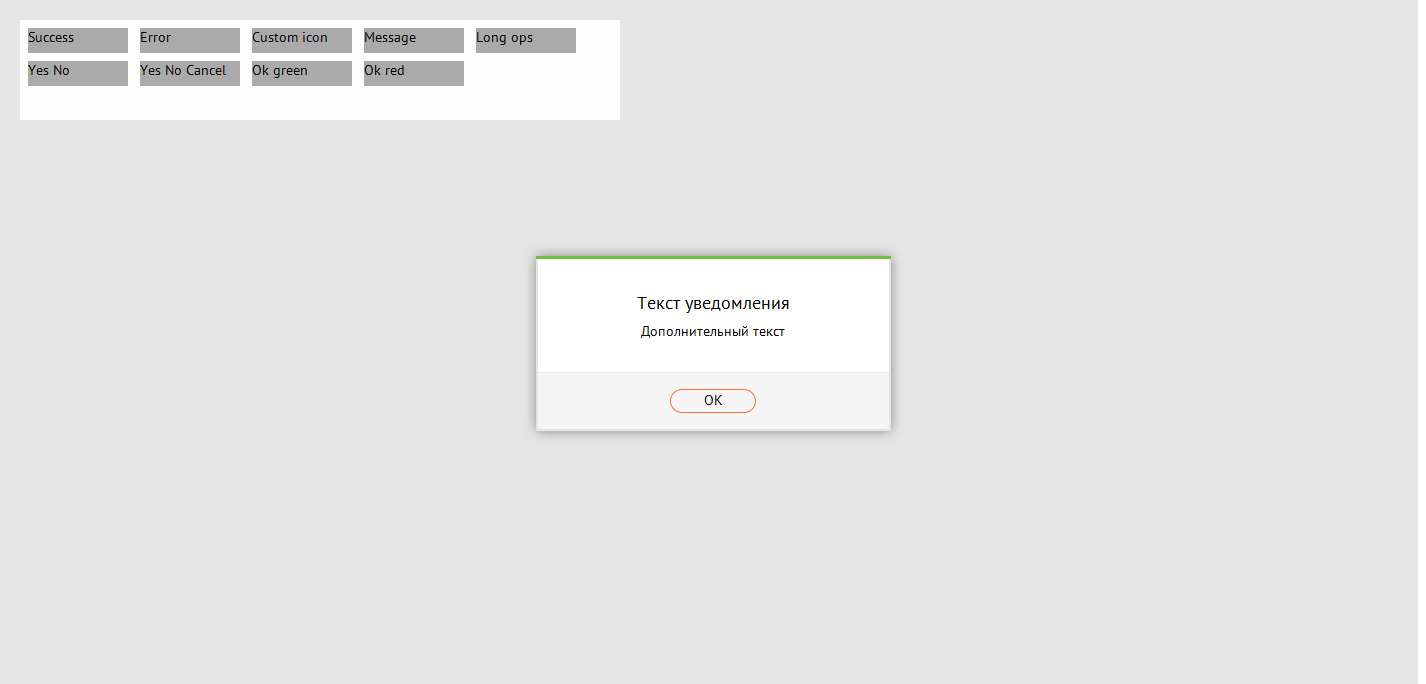 Success Error Custom icon Message Long ops
Yes No Yes No Cancel Ok green Ok red
Текст уведомления
Дополнительный текст
ОК